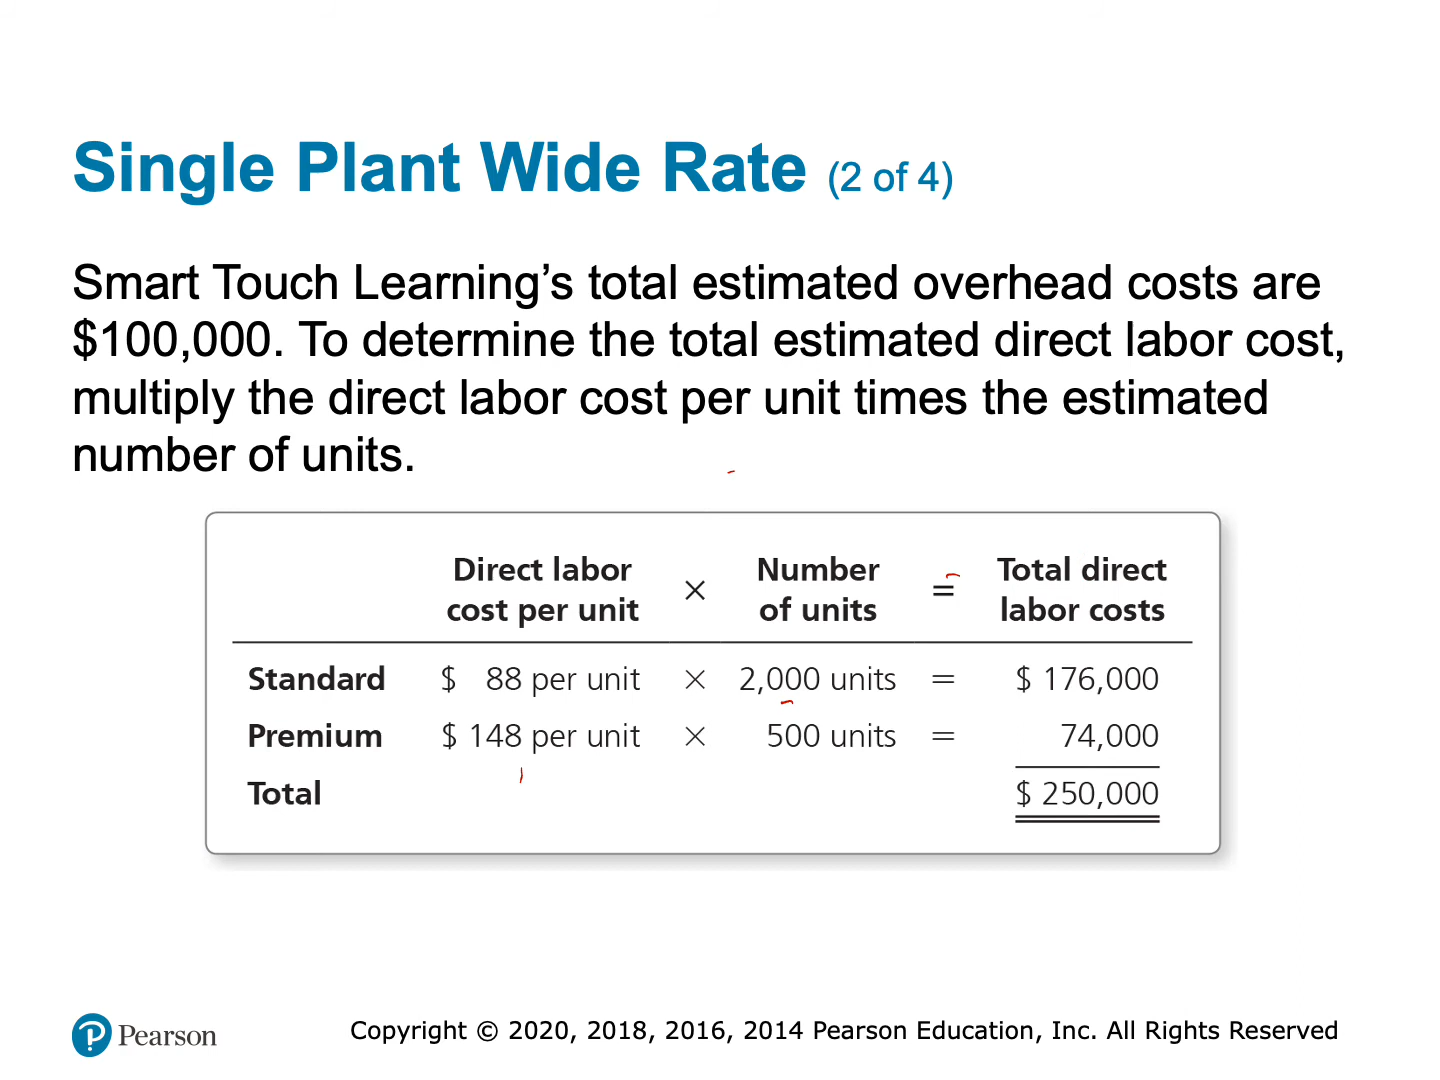 Single Plant Wide Rate (2 of 4)
Smart Touch Learning’s total estimated overhead costs are
$100,000. To determine the total estimated direct labor cost,
multiply the direct labor cost per unit times the estimated
number of units.
Direct labor cost per unit × Number of units = Total direct labor costs
Standard $ 88 per unit × 2,000 units = $ 176,000
Premium $ 148 per unit × 500 units = 74,000
Total $ 250,000
Pearson Copyright © 2020, 2018, 2016, 2014 Pearson Education, Inc. All Rights Reserved